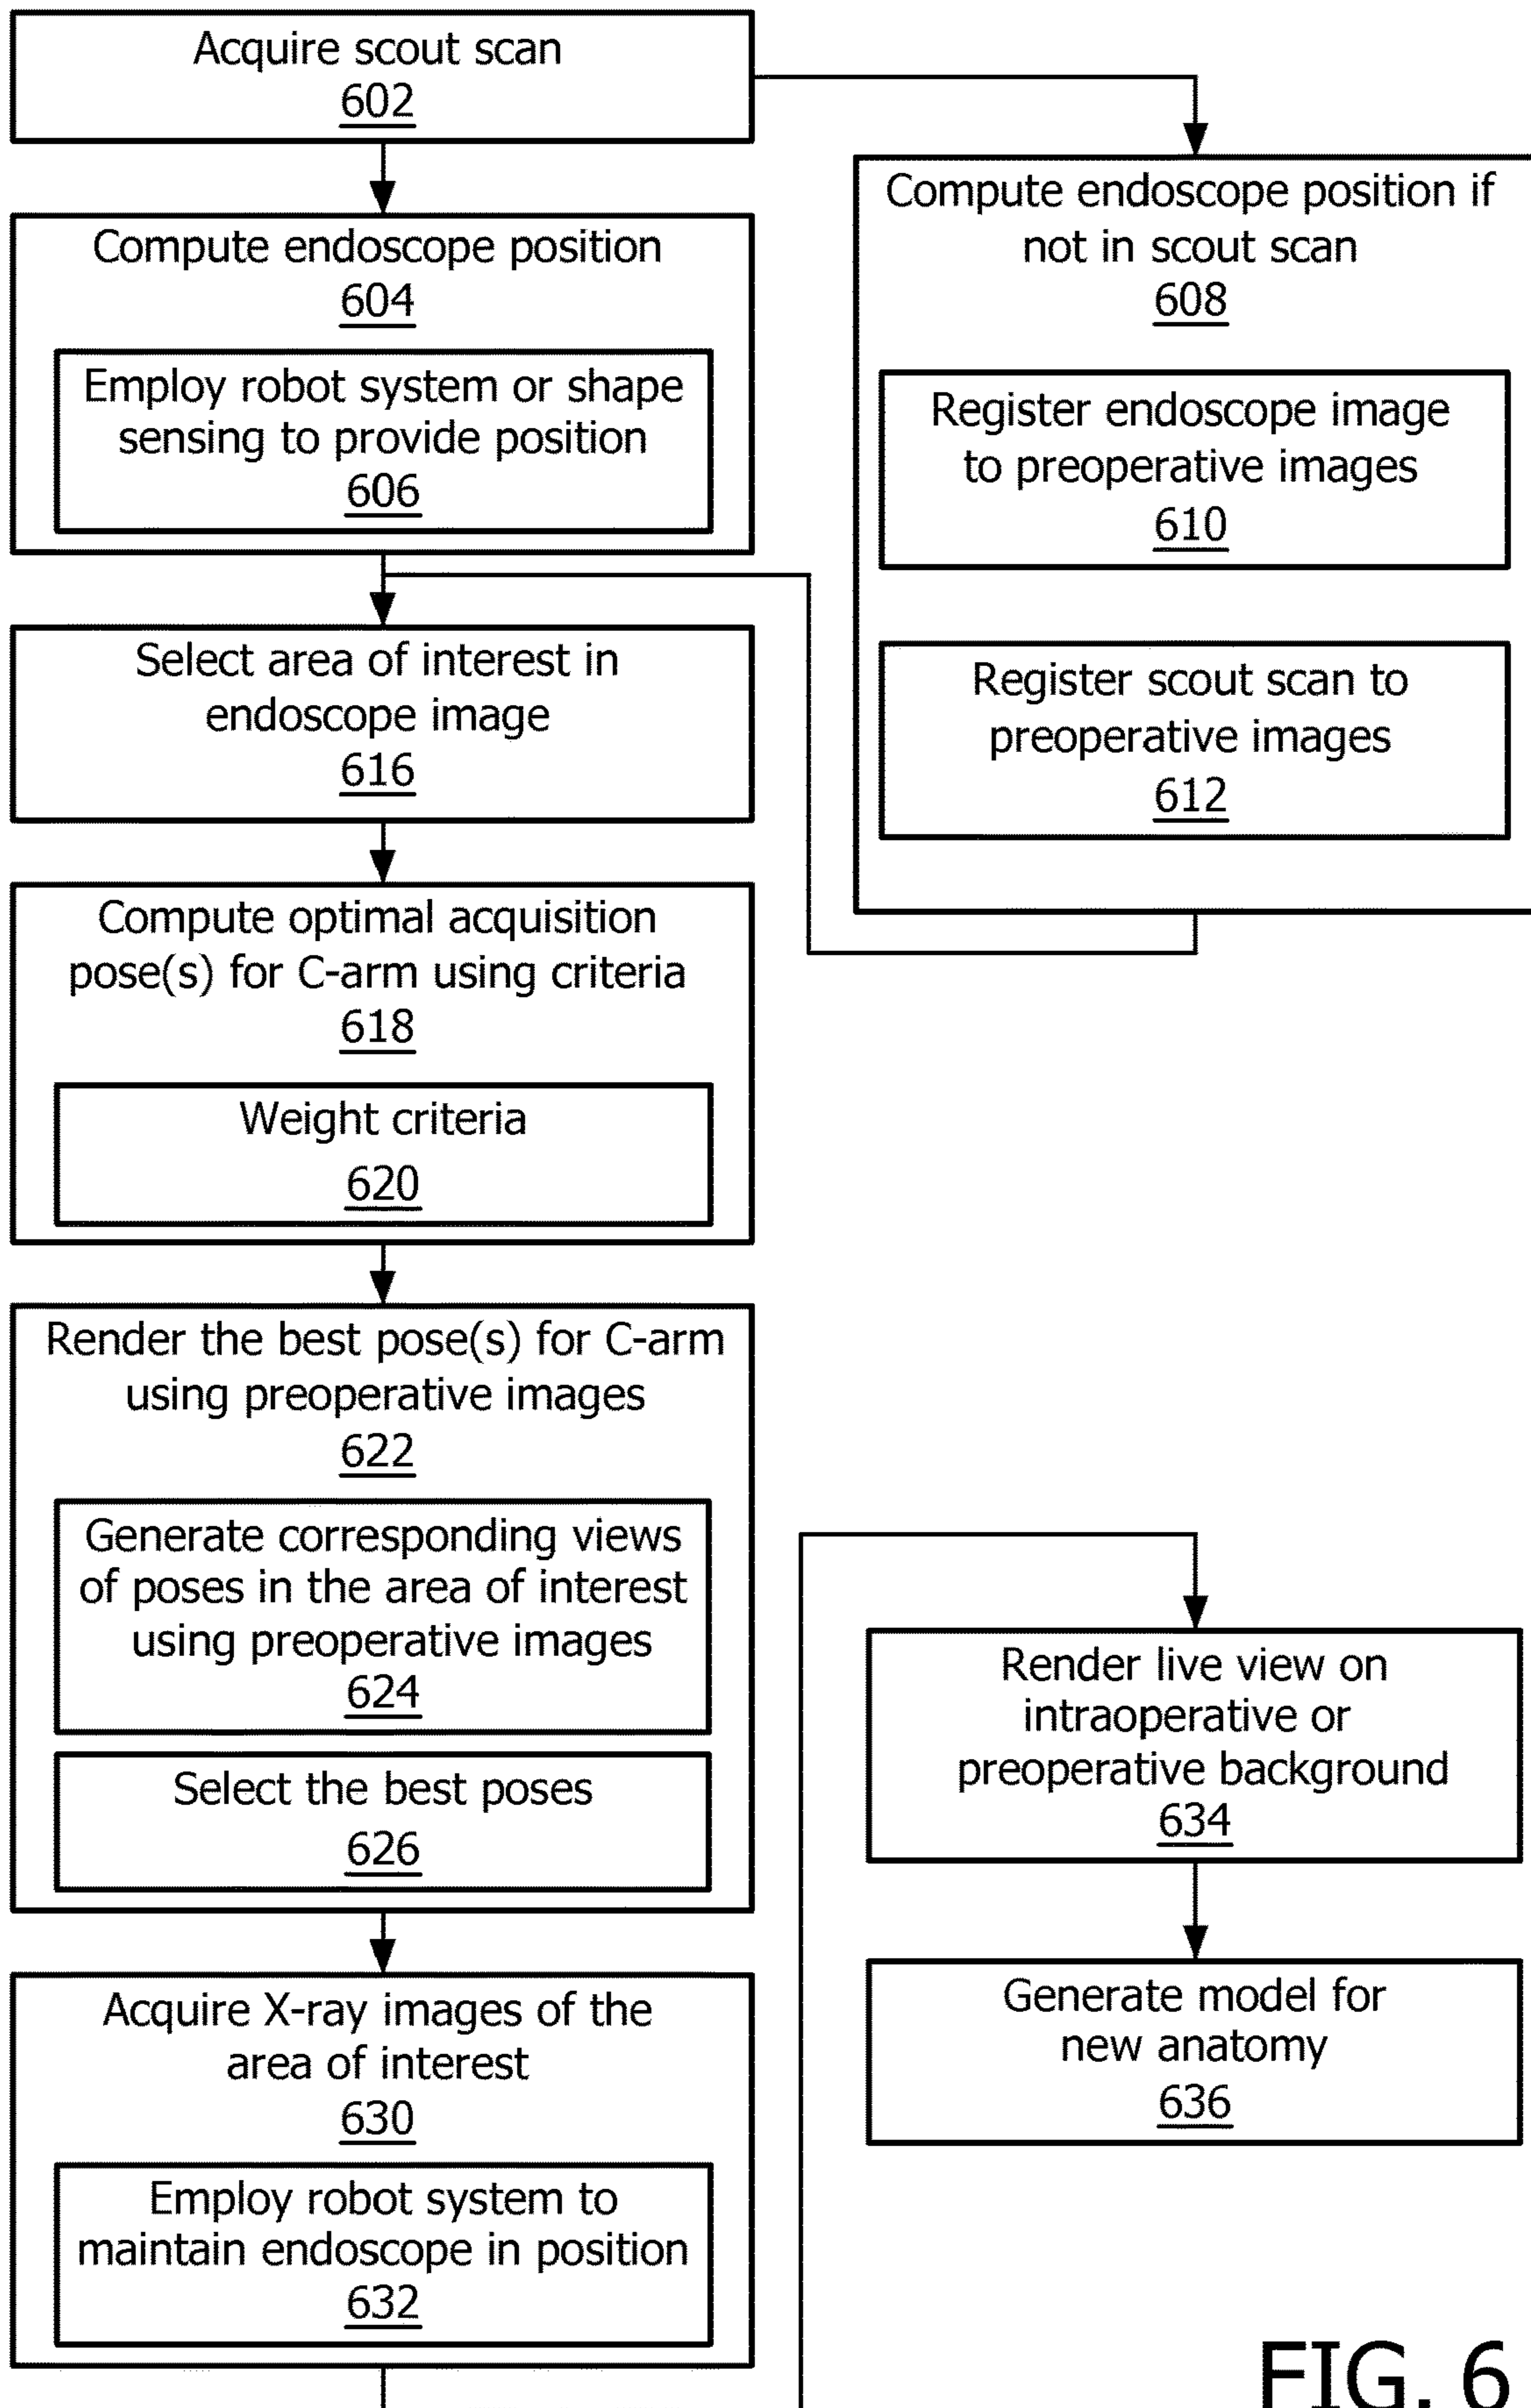 Acquire scout scan
602
Compute endoscope position
604
Employ robot system or shape
sensing to provide position
606
Compute endoscope position if
not in scout scan
608
Register endoscope image
to preoperative images
610
Register scout scan to
preoperative images
612
Select area of interest in
endoscope image
616
Compute optimal acquisition
pose(s) for C-arm using criteria
618
Weight criteria
620
Render the best pose(s) for C-arm
using preoperative images
622
Generate corresponding views
of poses in the area of interest
using preoperative images
624
Select the best poses
626
Acquire X-ray images of the
area of interest
630
Employ robot system to
maintain endoscope in position
632
Render live view on
intraoperative or
preoperative background
634
Generate model for
new anatomy
636
FIG. 6